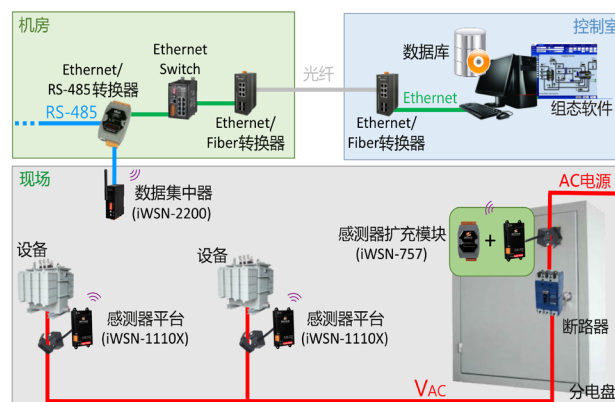 机房
Ethernet/
RS-485转换器
RS-485
Ethernet
Switch
Ethernet/
Fiber转换器
光纤
控制室
数据库
Ethernet
Ethernet/
Fiber转换器
组态软件
现场
数据集中器
(iWSN-2200)
AC电源
感测器扩充模块
(iWSN-757)
+
设备
感测器平台
(iWSN-1110X)
设备
感测器平台
(iWSN-1110X)
断路器
VAC
分电盘